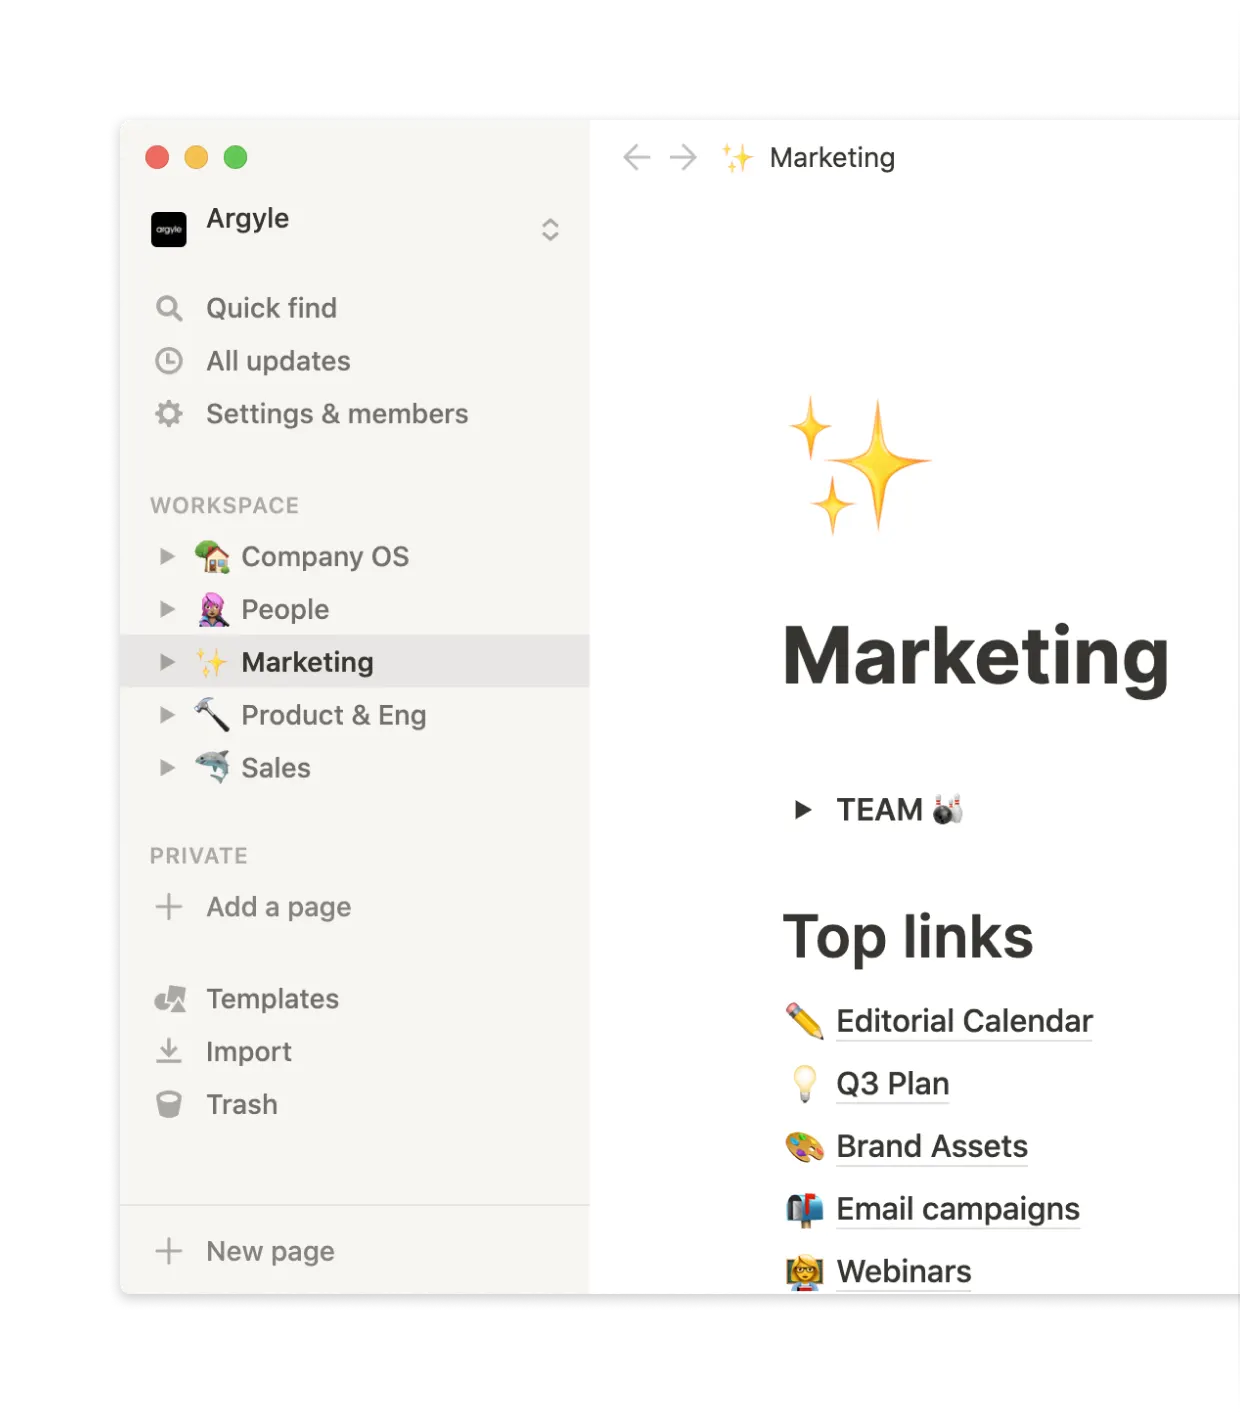 Argyle
argyle
Quick find
All updates
Settings & members
WORKSPACE
Company OS
People
Marketing
Product & Eng
Sales
PRIVATE
Add a page
Templates
Import
Trash
New page
Marketing
Marketing
TEAM
Top links
Editorial Calendar
Q3 Plan
Brand Assets
Email campaigns
Webinars